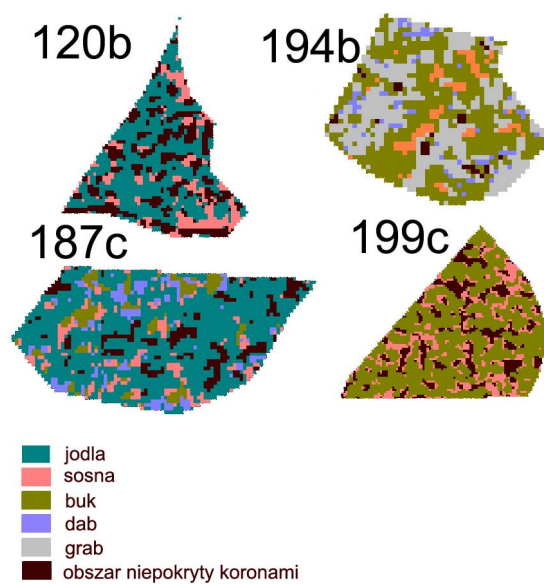 120b
194b
187c
199c
jodla
sosna
buk
dab
grab
obszar niepokryty koronami